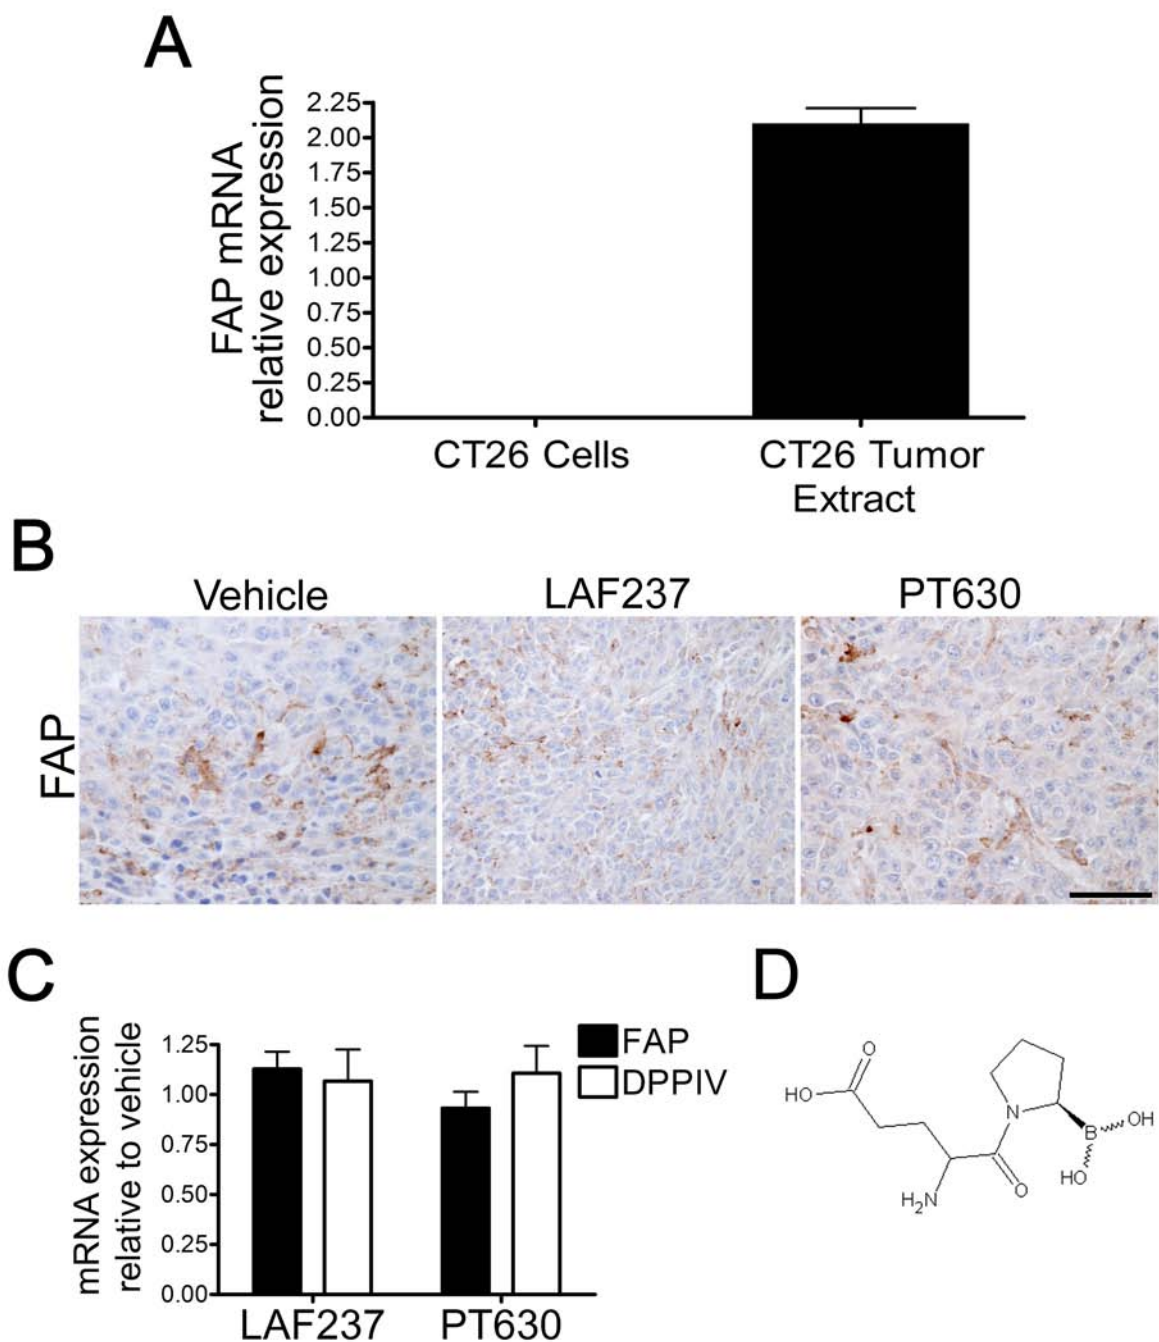 A
FAP mRNA
relative expression
2.25
2.00
1.75
1.50
1.25
1.00
0.75
0.50
0.25
0.00
CT26 Cells
CT26 Tumor
Extract
B
Vehicle
LAF237
PT630
FAP
C
mRNA expression
relative to vehicle
1.25
1.00
0.75
0.50
0.25
0.00
LAF237
PT630
FAP
DPPIV
D
O
HO
N
B
OH
HO
H₂N
O